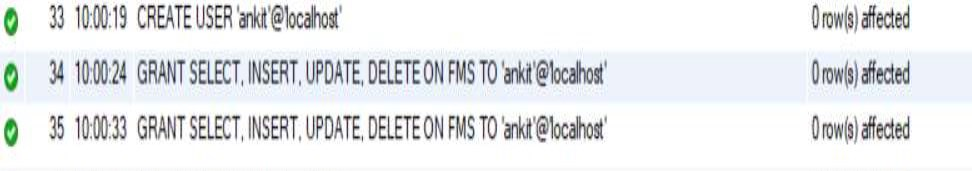 33 10:00:19 CREATE USER 'ankit'@'localhost' 0 row(s) affected
34 10:00:24 GRANT SELECT, INSERT, UPDATE, DELETE ON FMS TO 'ankit'@'localhost' 0 row(s) affected
35 10:00:33 GRANT SELECT, INSERT, UPDATE, DELETE ON FMS TO 'ankit'@'localhost' 0 row(s) affected